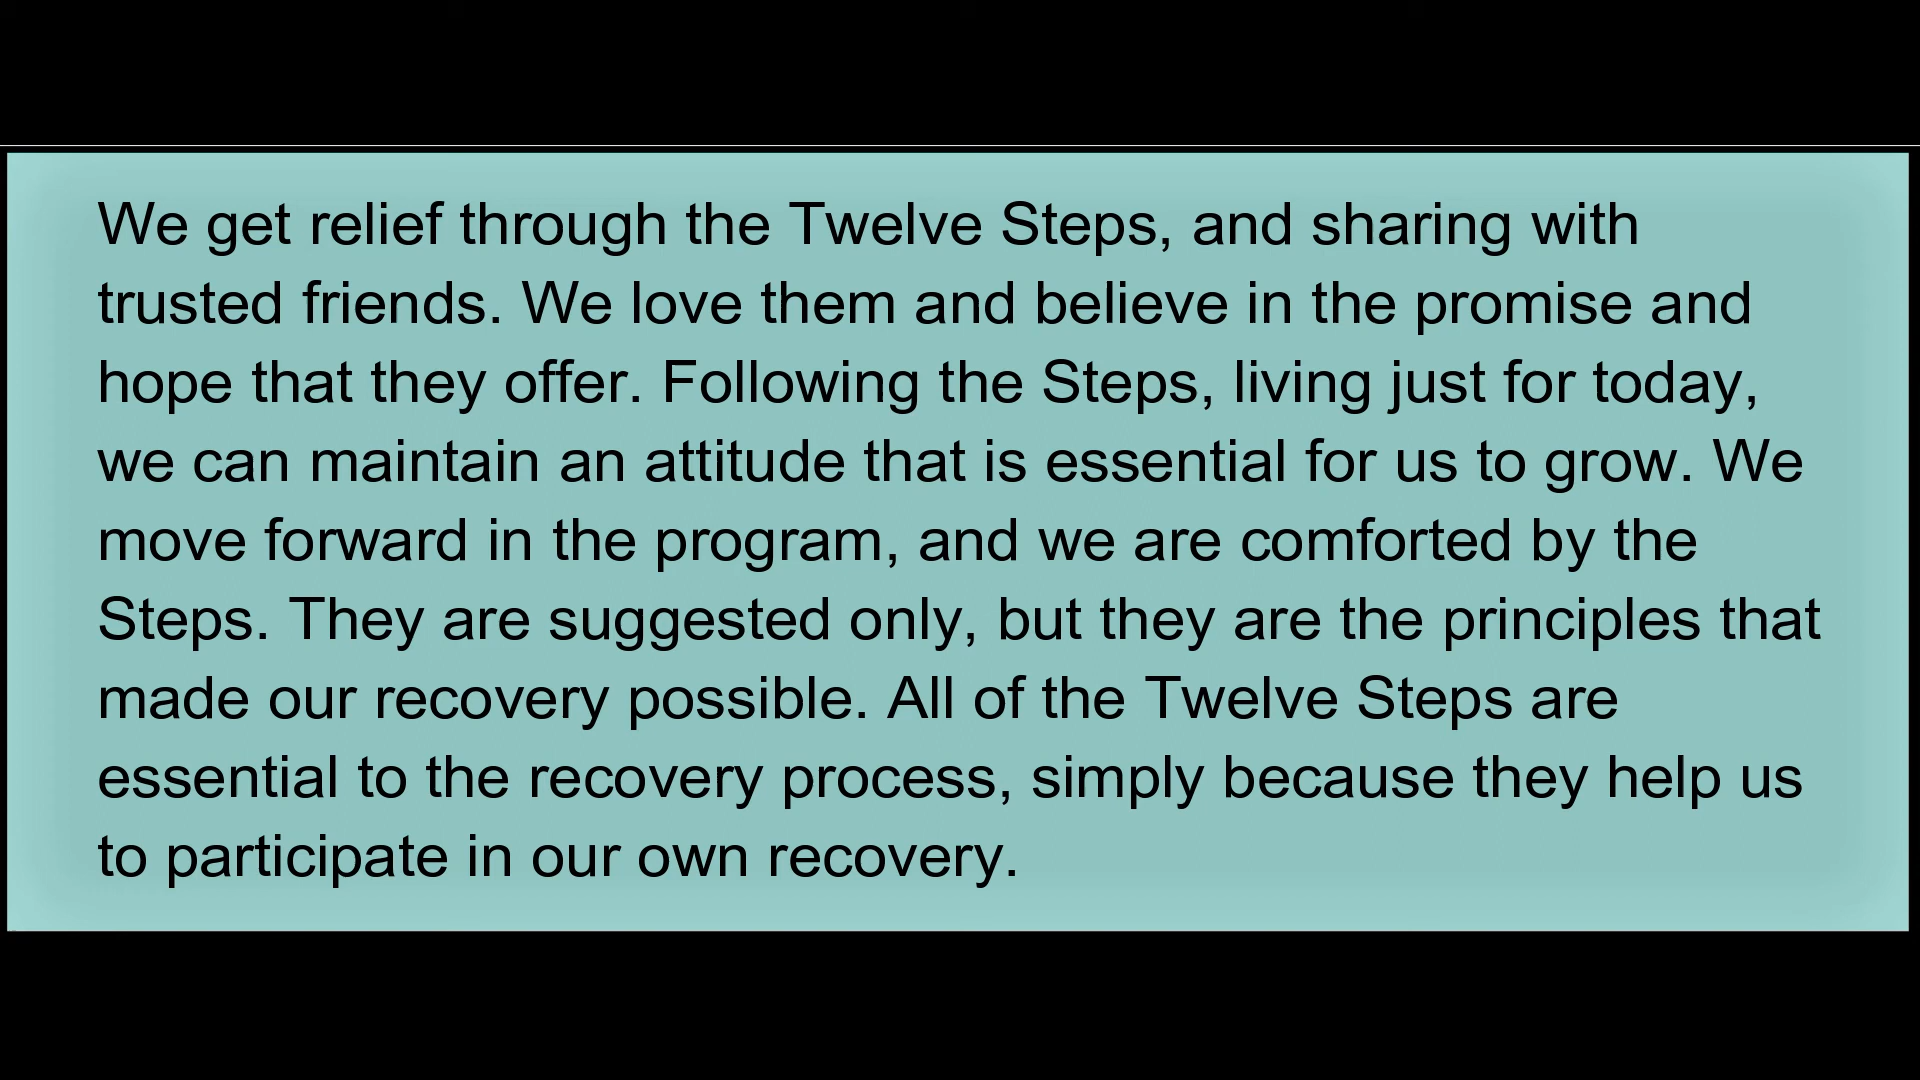 We get relief through the Twelve Steps, and sharing with
trusted friends. We love them and believe in the promise and
hope that they offer. Following the Steps, living just for today,
we can maintain an attitude that is essential for us to grow. We
move forward in the program, and we are comforted by the
Steps. They are suggested only, but they are the principles that
made our recovery possible. All of the Twelve Steps are
essential to the recovery process, simply because they help us
to participate in our own recovery.